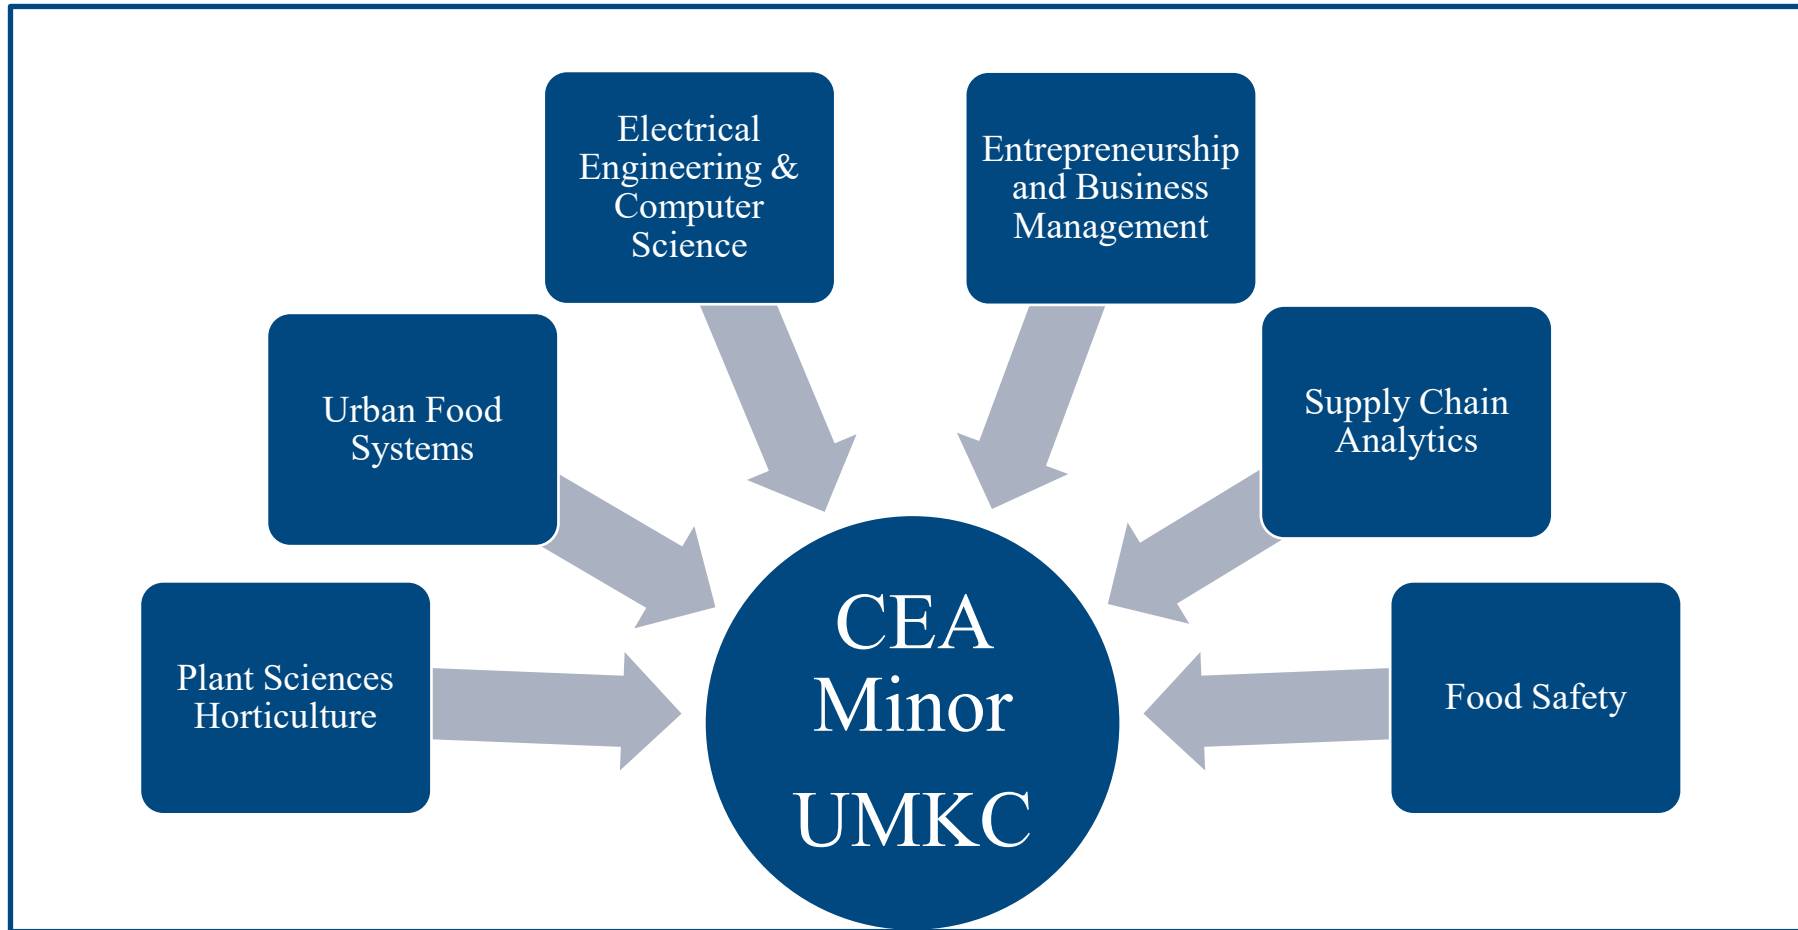 Electrical
Engineering &
Computer
Science
Entrepreneurship
and Business
Management
Urban Food
Systems
Supply Chain
Analytics
Plant Sciences
Horticulture
Food Safety
CEA
Minor
UMKC